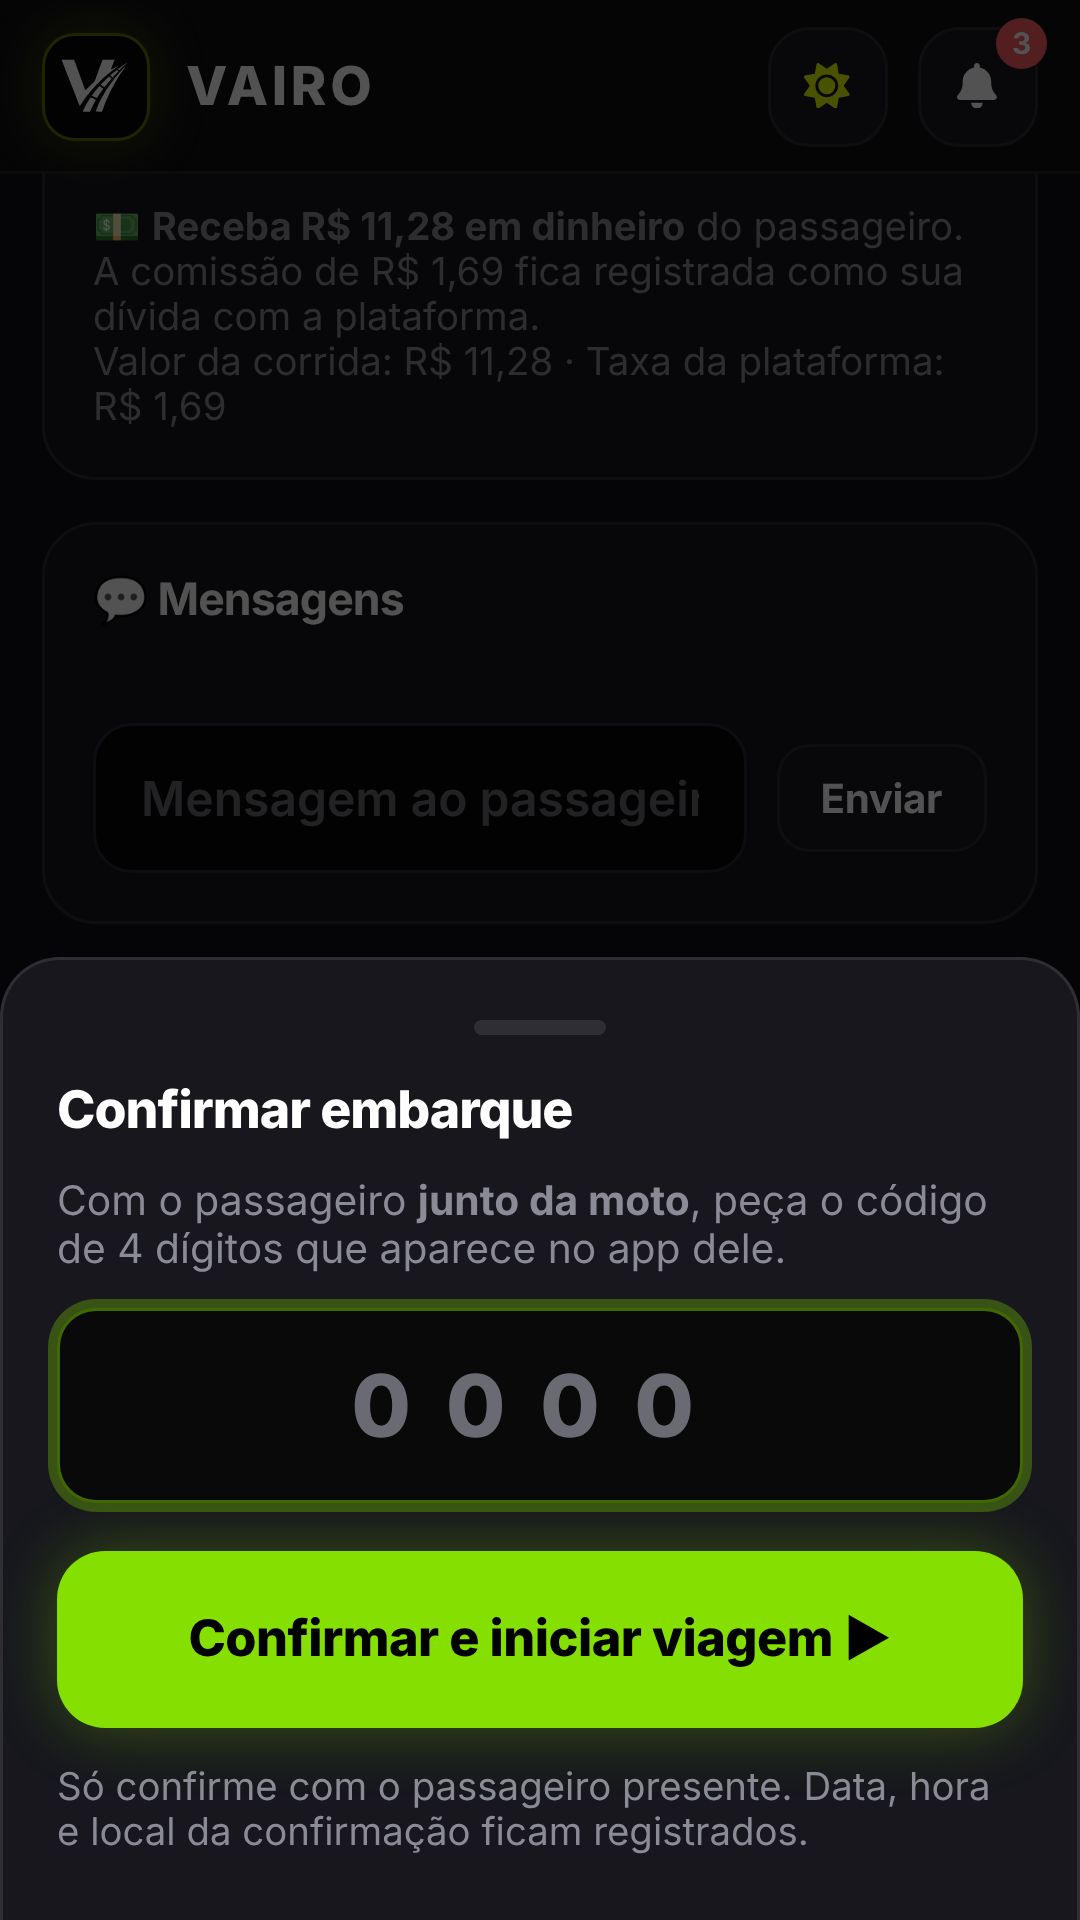 VAIRO
3
💵 Receba R$ 11,28 em dinheiro do passageiro.
A comissão de R$ 1,69 fica registrada como sua
dívida com a plataforma.
Valor da corrida: R$ 11,28 · Taxa da plataforma:
R$ 1,69
💬 Mensagens
Mensagem ao passageir
Enviar
Confirmar embarque
Com o passageiro junto da moto, peça o código
de 4 dígitos que aparece no app dele.
0 0 0 0
Confirmar e iniciar viagem ▶
Só confirme com o passageiro presente. Data, hora
e local da confirmação ficam registrados.